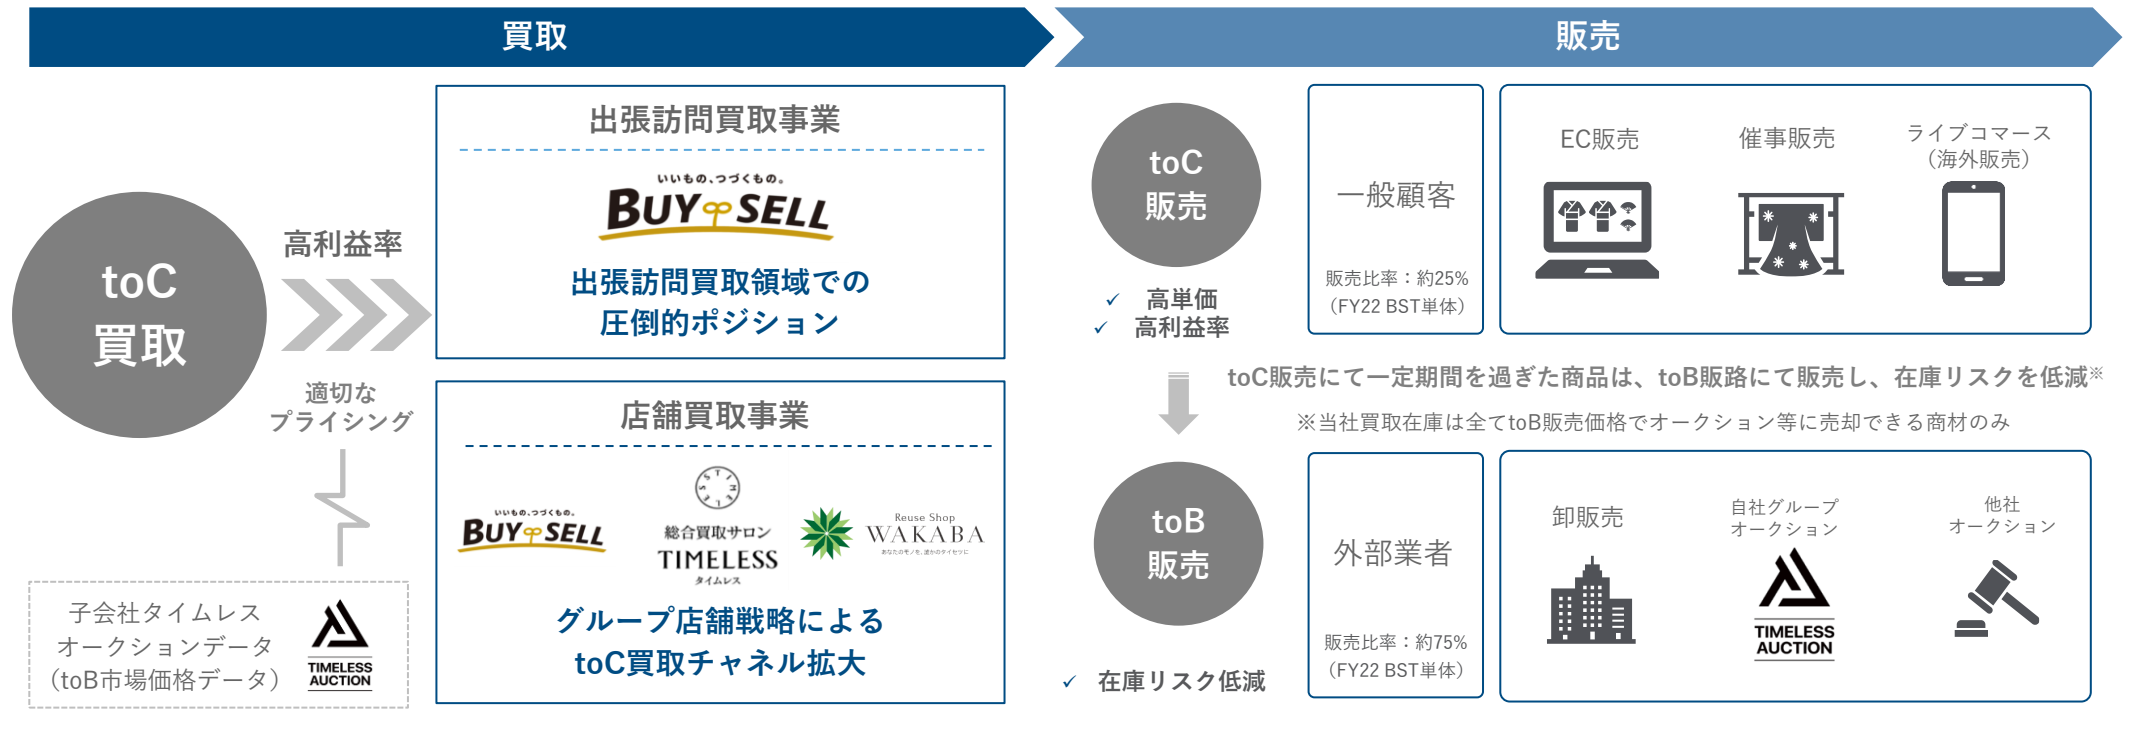 買取
販売
toC
買取
高利益率
適切な
プライシング
子会社タイムレス
オークションデータ
（toB市場価格データ）
TIMELESS
AUCTION
出張訪問買取事業
いいもの、つづくもの。
BUY SELL
出張訪問買取領域での
圧倒的ポジション
店舗買取事業
いいもの、つづくもの。
BUY SELL
TIMELESS
総合買取サロン
TIMELESS
タイムレス
Reuse Shop
WAKABA
あなたのモノを、誰かのタイセツに
グループ店舗戦略による
toC買取チャネル拡大
toC
販売
✓ 高単価
✓ 高利益率
一般顧客
販売比率：約25%
（FY22 BST単体）
EC販売
催事販売
ライブコマース
（海外販売）
toC販売にて一定期間を過ぎた商品は、toB販路にて販売し、在庫リスクを低減※
※当社買取在庫は全てtoB販売価格でオークション等に売却できる商材のみ
toB
販売
✓ 在庫リスク低減
外部業者
販売比率：約75%
（FY22 BST単体）
卸販売
自社グループ
オークション
TIMELESS
AUCTION
他社
オークション